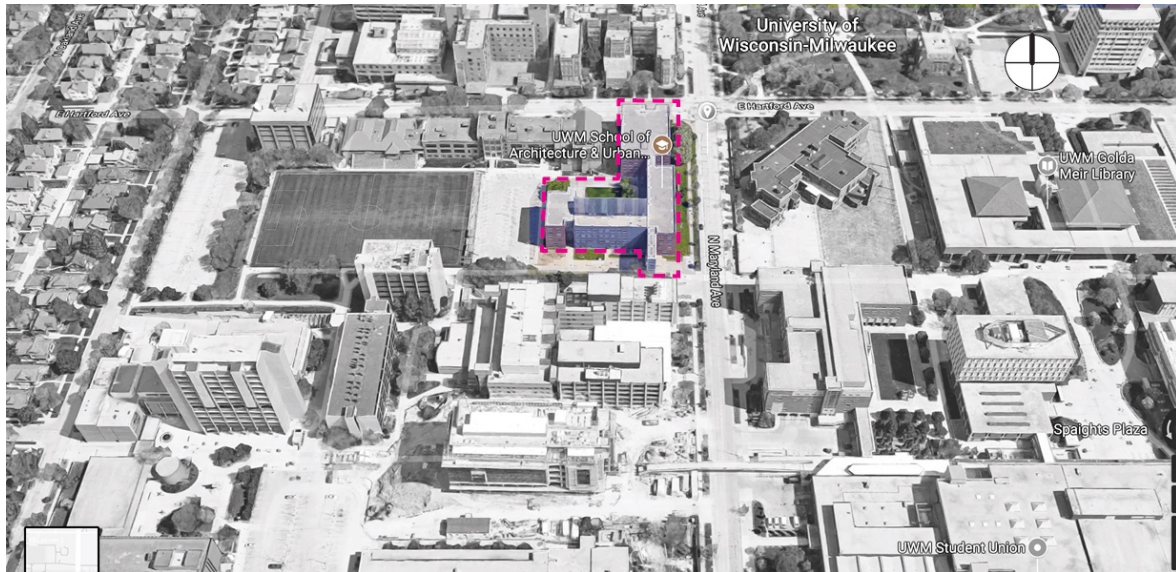 University of
Wisconsin-Milwaukee
E Hartford Ave
E Hartford Ave
UWM School of
Architecture & Urban...
UWM Golda
Meir Library
N Maryland Ave
Spaights Plaza
UWM Student Union